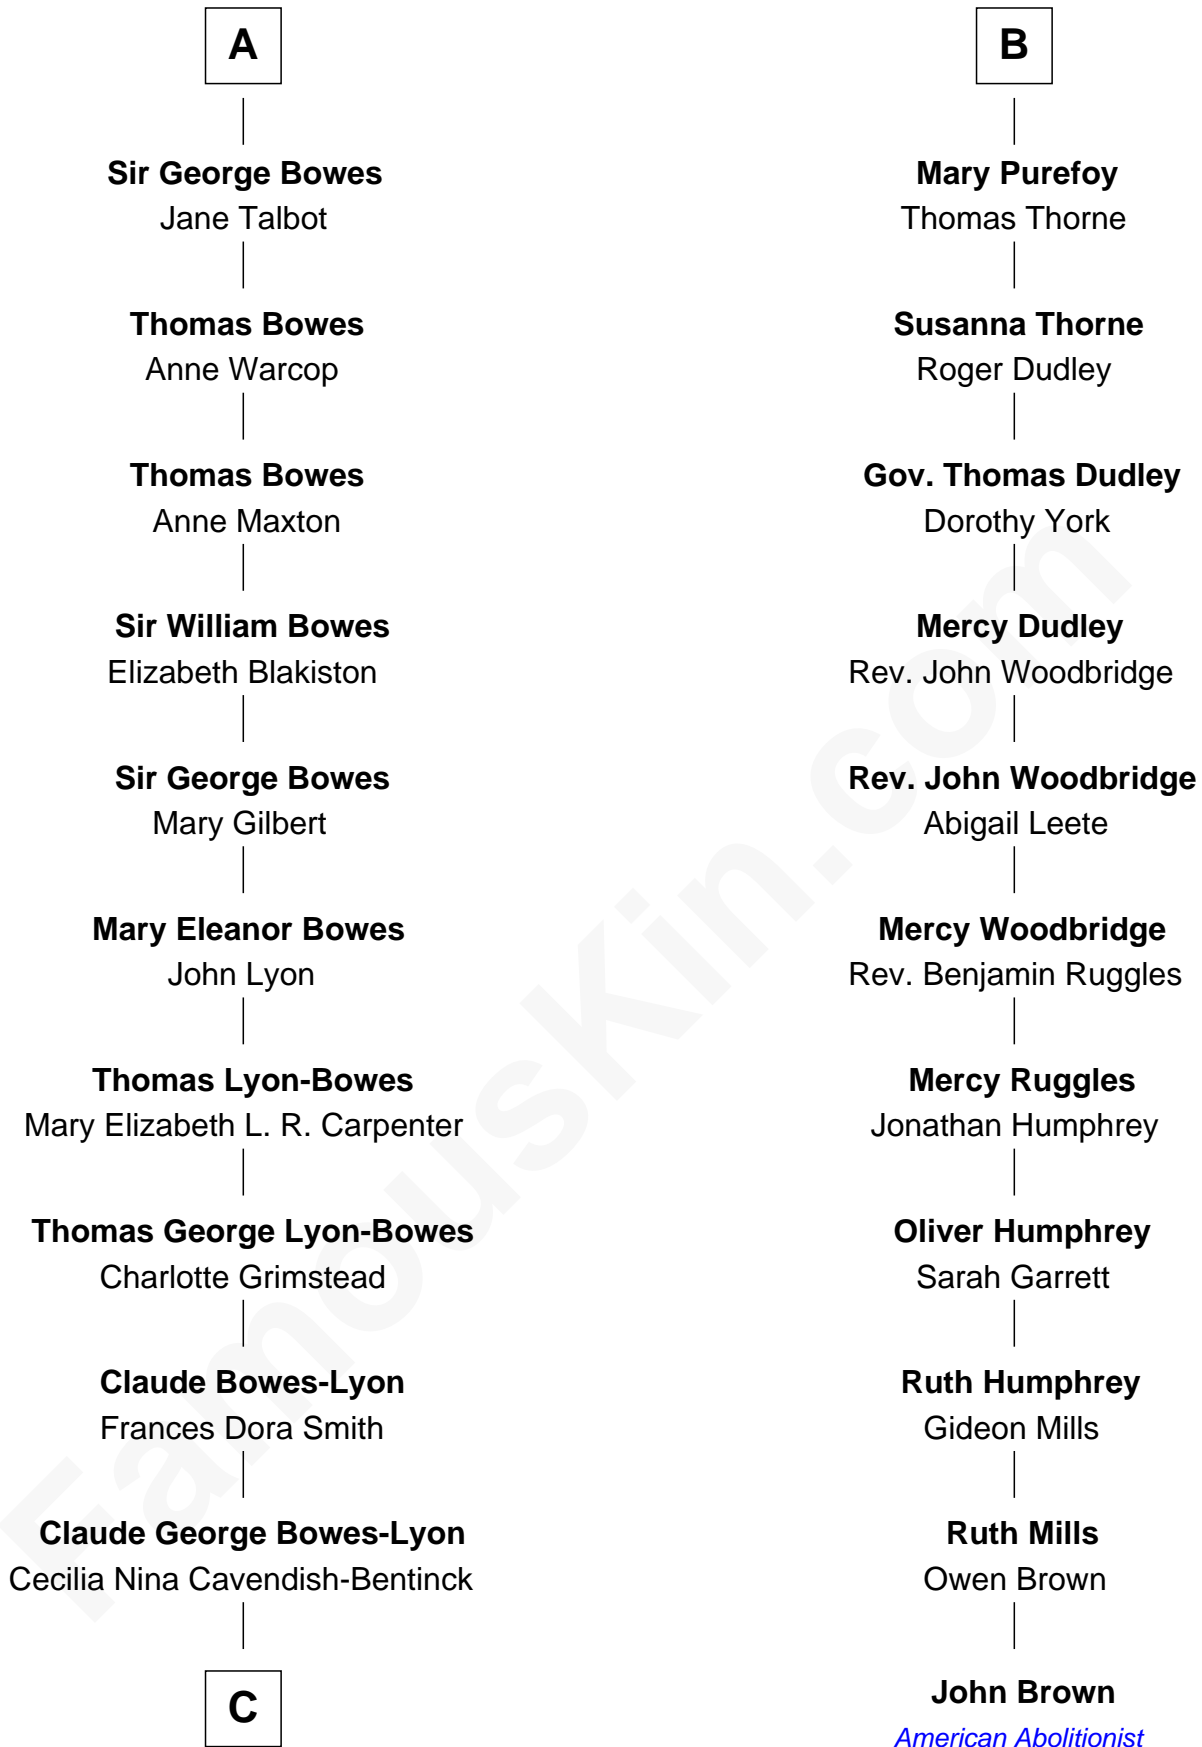 A
Sir George Bowes
Jane Talbot
Thomas Bowes
Anne Warcop
Thomas Bowes
Anne Maxton
Sir William Bowes
Elizabeth Blakiston
Sir George Bowes
Mary Gilbert
Mary Eleanor Bowes
John Lyon
Thomas Lyon-Bowes
Mary Elizabeth L. R. Carpenter
Thomas George Lyon-Bowes
Charlotte Grimstead
Claude Bowes-Lyon
Frances Dora Smith
Claude George Bowes-Lyon
Cecilia Nina Cavendish-Bentinck
C
B
Mary Purefoy
Thomas Thorne
Susanna Thorne
Roger Dudley
Gov. Thomas Dudley
Dorothy York
Mercy Dudley
Rev. John Woodbridge
Rev. John Woodbridge
Abigail Leete
Mercy Woodbridge
Rev. Benjamin Ruggles
Mercy Ruggles
Jonathan Humphrey
Oliver Humphrey
Sarah Garrett
Ruth Humphrey
Gideon Mills
Ruth Mills
Owen Brown
John Brown
American Abolitionist
FamousKin.com